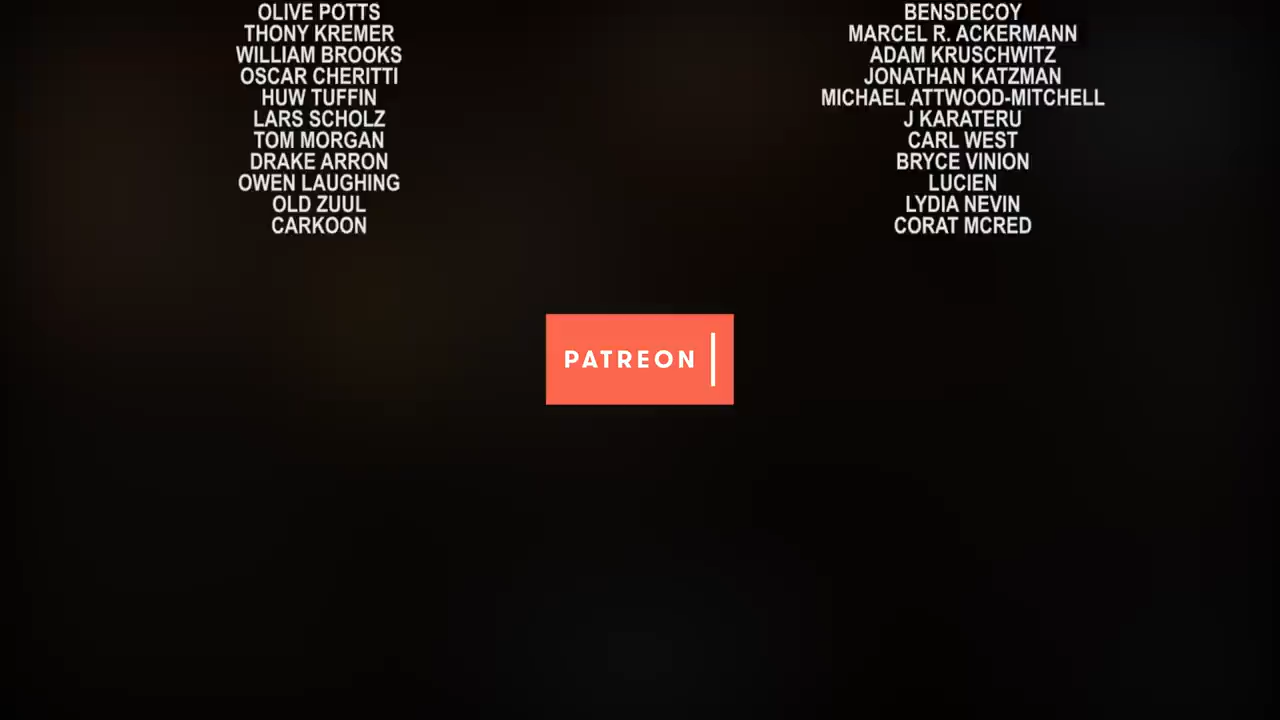 OLIVE POTTS
THONY KREMER
WILLIAM BROOKS
OSCAR CHERITTI
HUW TUFFIN
LARS SCHOLZ
TOM MORGAN
DRAKE ARRON
OWEN LAUGHING
OLD ZUUL
CARKOON
BENSDECOY
MARCEL R. ACKERMANN
ADAM KRUSCHWITZ
JONATHAN KATZMAN
MICHAEL ATTWOOD-MITCHELL
J KARATERU
CARL WEST
BRYCE VINION
LUCIEN
LYDIA NEVIN
CORAT MCRED
PATREON